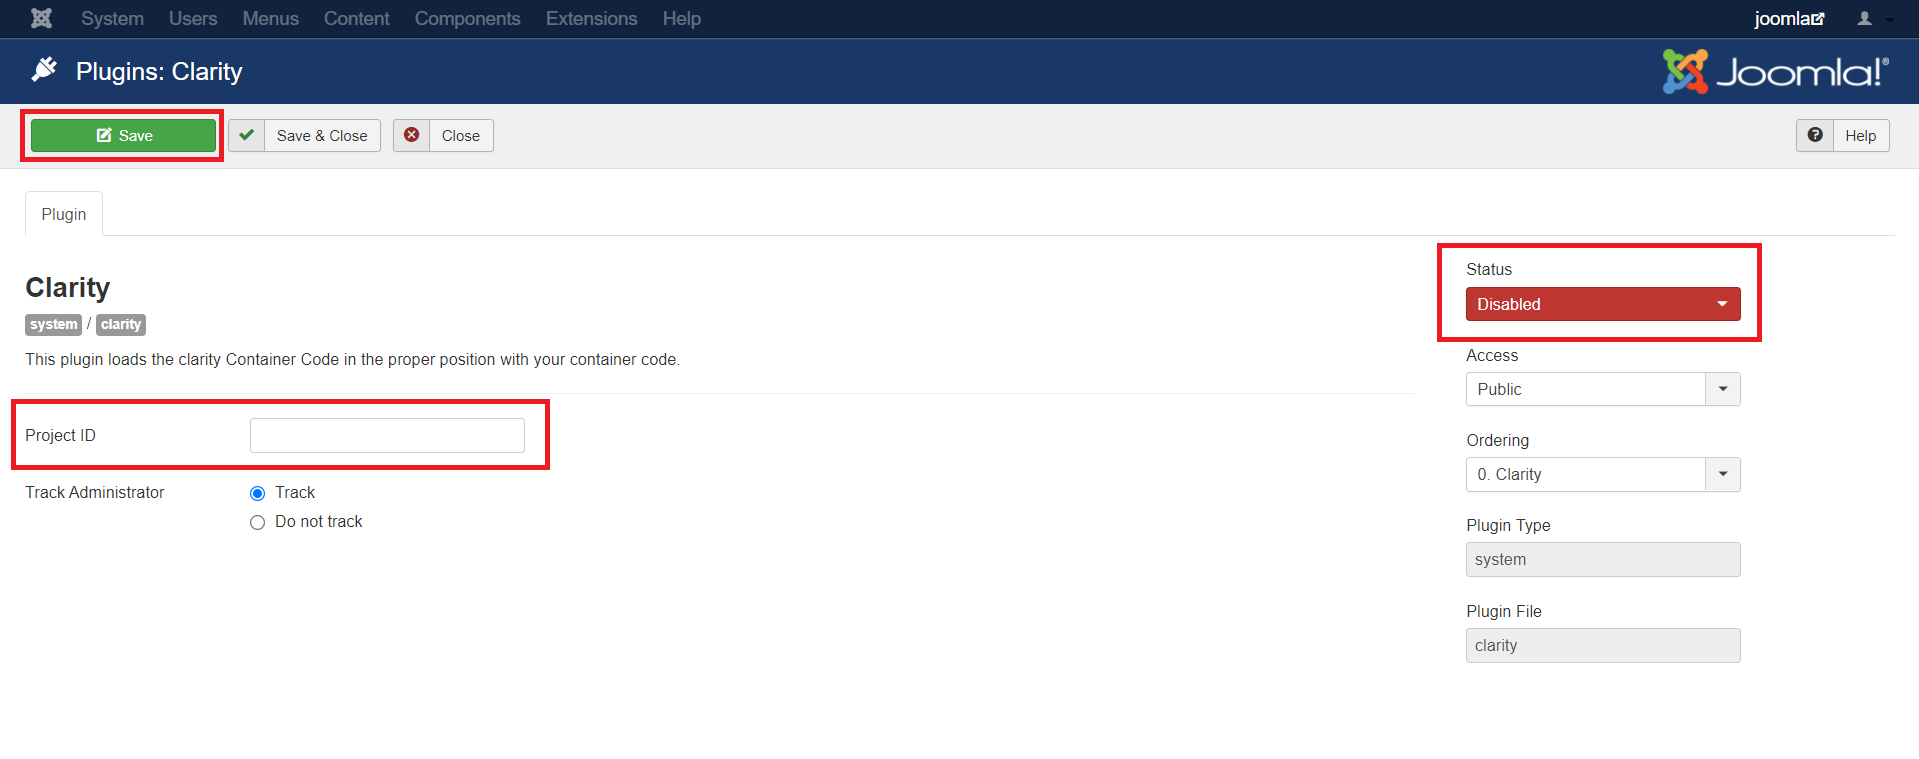 System Users Menus Content Components Extensions Help joomla
Plugins: Clarity Joomla!®
Save Save & Close Close Help
Plugin
Clarity
system / clarity
This plugin loads the clarity Container Code in the proper position with your container code.
Project ID
Track Administrator Track
Do not track
Status
Disabled
Access
Public
Ordering
0. Clarity
Plugin Type
system
Plugin File
clarity